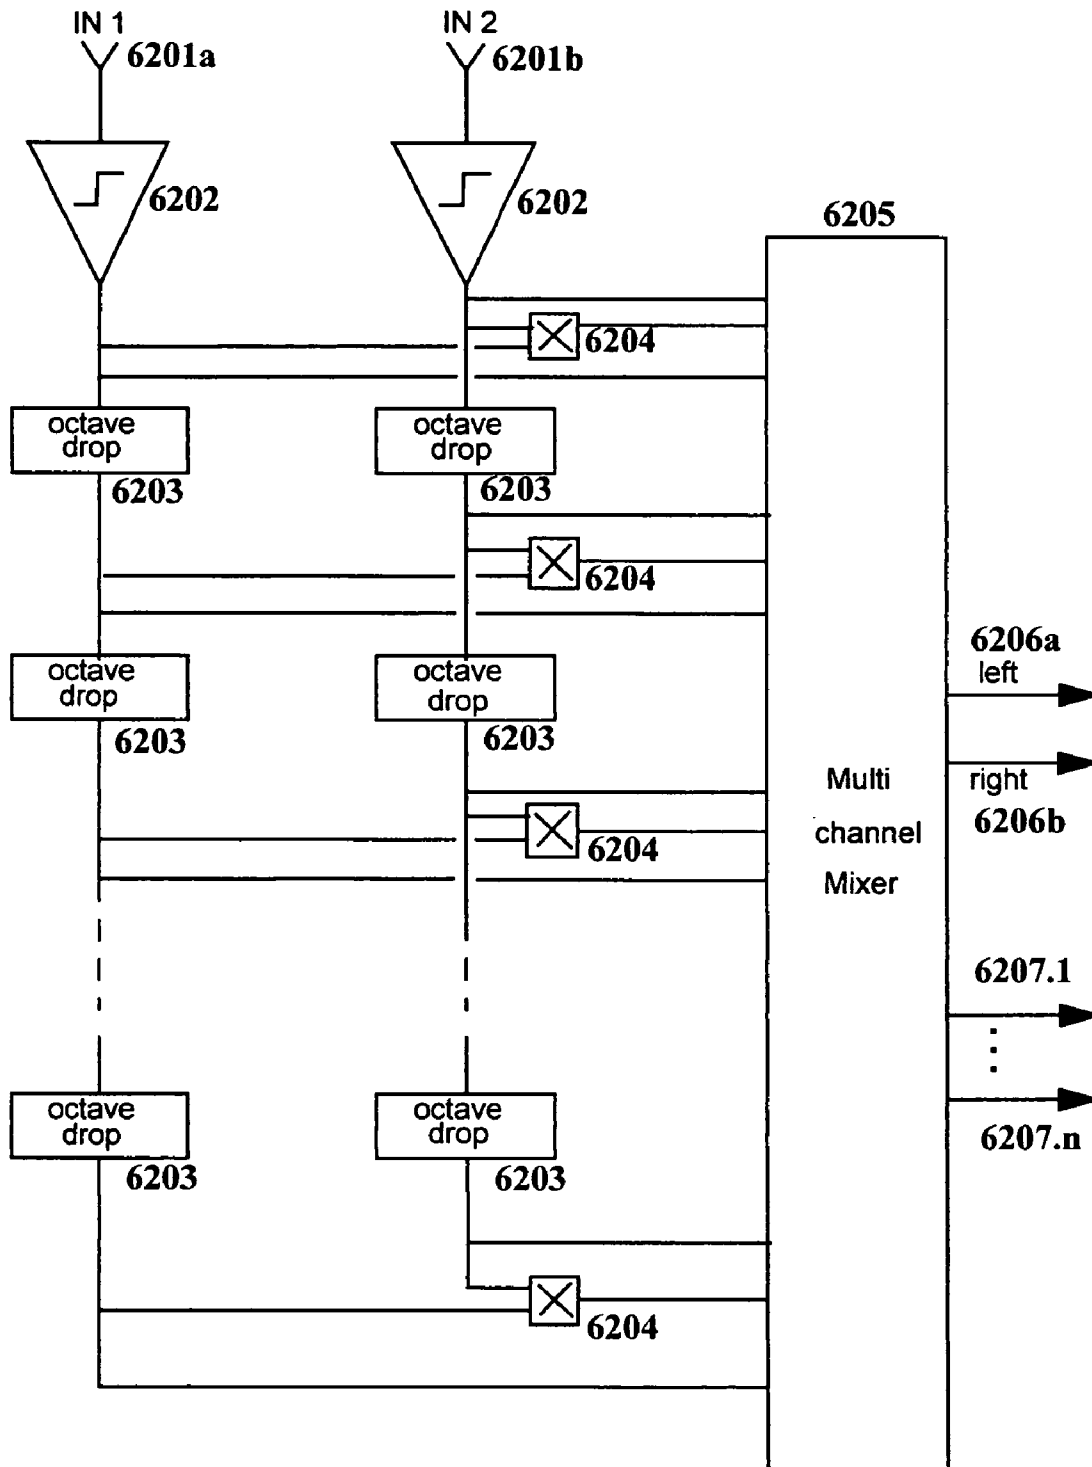 IN 1
6201a
IN 2
6201b
6202
6202
6205
6204
octave
drop
6203
octave
drop
6203
6204
octave
drop
6203
octave
drop
6203
6206a
left
right
6206b
Multi
channel
Mixer
6204
6207.1
6207.n
octave
drop
6203
octave
drop
6203
6204